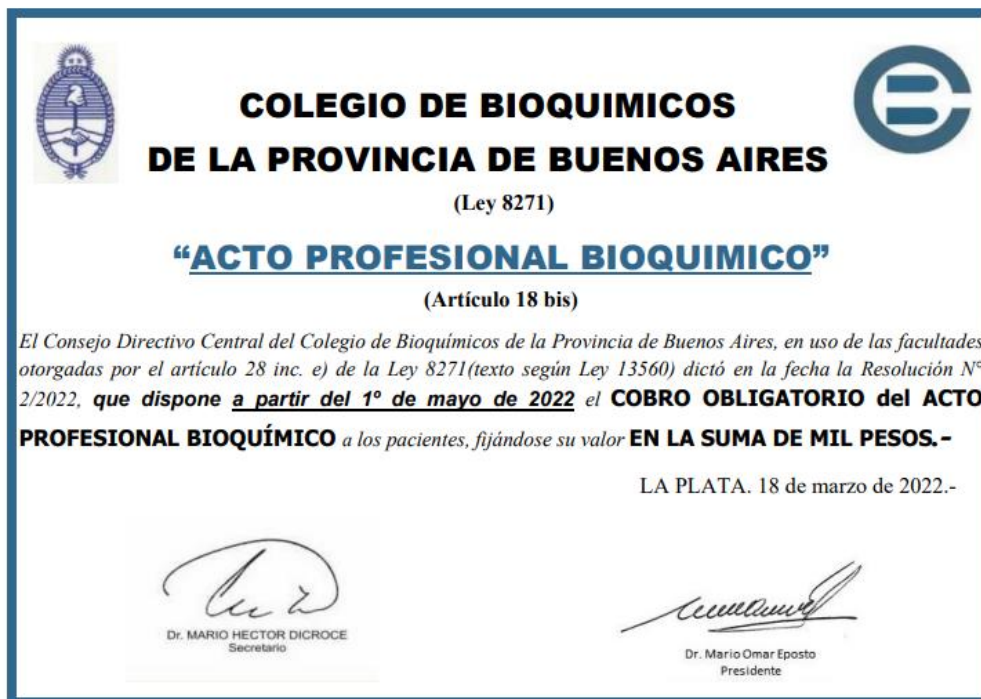 COLEGIO DE BIOQUIMICOS
DE LA PROVINCIA DE BUENOS AIRES
(Ley 8271)
“ACTO PROFESIONAL BIOQUIMICO”
(Artículo 18 bis)
El Consejo Directivo Central del Colegio de Bioquímicos de la Provincia de Buenos Aires, en uso de las facultades
otorgadas por el artículo 28 inc. e) de la Ley 8271(texto según Ley 13560) dictó en la fecha la Resolución N°
2/2022, que dispone a partir del 1º de mayo de 2022 el COBRO OBLIGATORIO del ACTO
PROFESIONAL BIOQUÍMICO a los pacientes, fijándose su valor EN LA SUMA DE MIL PESOS.-
LA PLATA. 18 de marzo de 2022.-
Dr. MARIO HECTOR DICROCE
Secretario
Dr. Mario Omar Eposto
Presidente